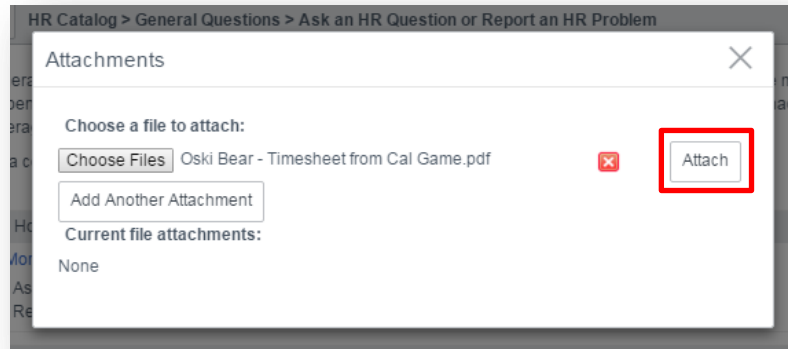 HR Catalog > General Questions > Ask an HR Question or Report an HR Problem
Attachments
Choose a file to attach:
Choose Files Oski Bear - Timesheet from Cal Game.pdf Attach
Add Another Attachment
Current file attachments:
None